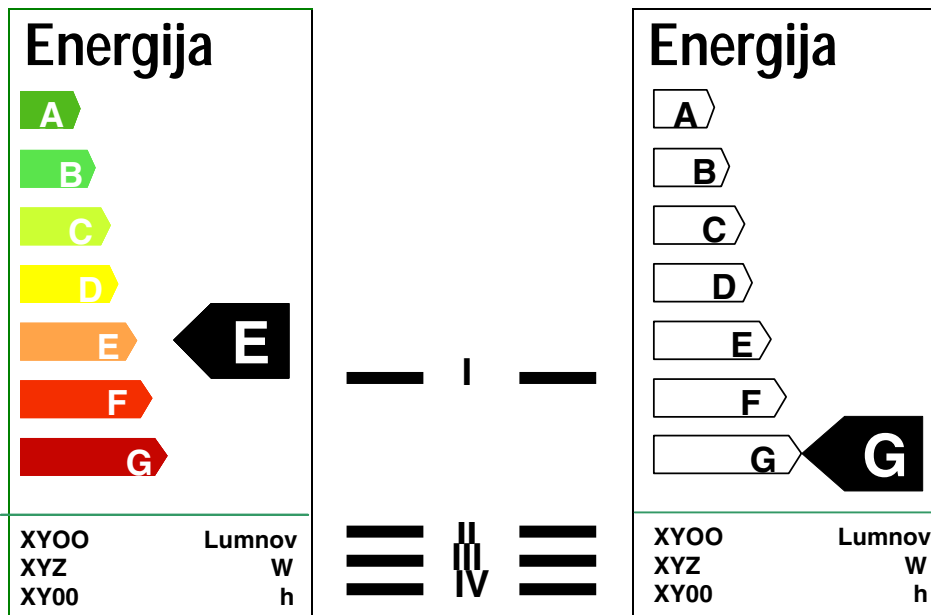 Energija
A
B
C
D
E
E
F
G
XYOO Lumnov
XYZ W
XY00 h
I
II
III
IV
Energija
A
B
C
D
E
F
G
G
XYOO Lumnov
XYZ W
XY00 h